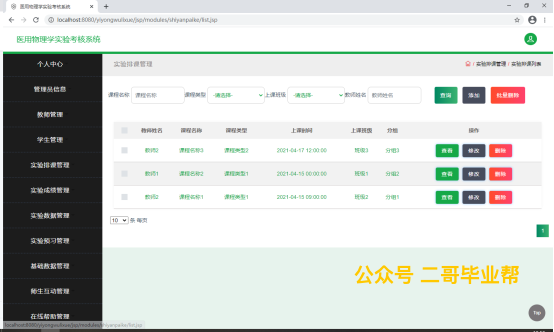 医用物理学实验考核系统
localhost:8080/yiyongwulixue/jsp/modules/shiyanpaike/list.jsp
医用物理学实验考核系统
个人中心
管理员信息
教师管理
学生管理
实验排课管理
实验成绩管理
实验数据管理
实验预习管理
基础数据管理
师生互动管理
在线帮助管理
实验排课管理
/ 实验排课管理 / 实验排课列表
课程名称 课程名称 课程类型 -请选择- 上课班级 -请选择- 教师姓名 教师姓名 查询 添加 批量删除
教师姓名 课程名称 课程类型 上课时间 上课班级 分组 操作
教师2 课程名称2 课程类型2 2021-04-17 12:00:00 班级3 分组3 查看 修改 删除
教师1 课程名称2 课程类型1 2021-04-15 00:00:00 班级1 分组2 查看 修改 删除
教师2 课程名称1 课程类型1 2021-04-15 09:00:00 班级2 分组1 查看 修改 删除
10 条 每页
1
公众号 二哥毕业帮
Top
localhost:8080/yiyongwulixue/jsp/modules/shiyanpaike/list.jsp